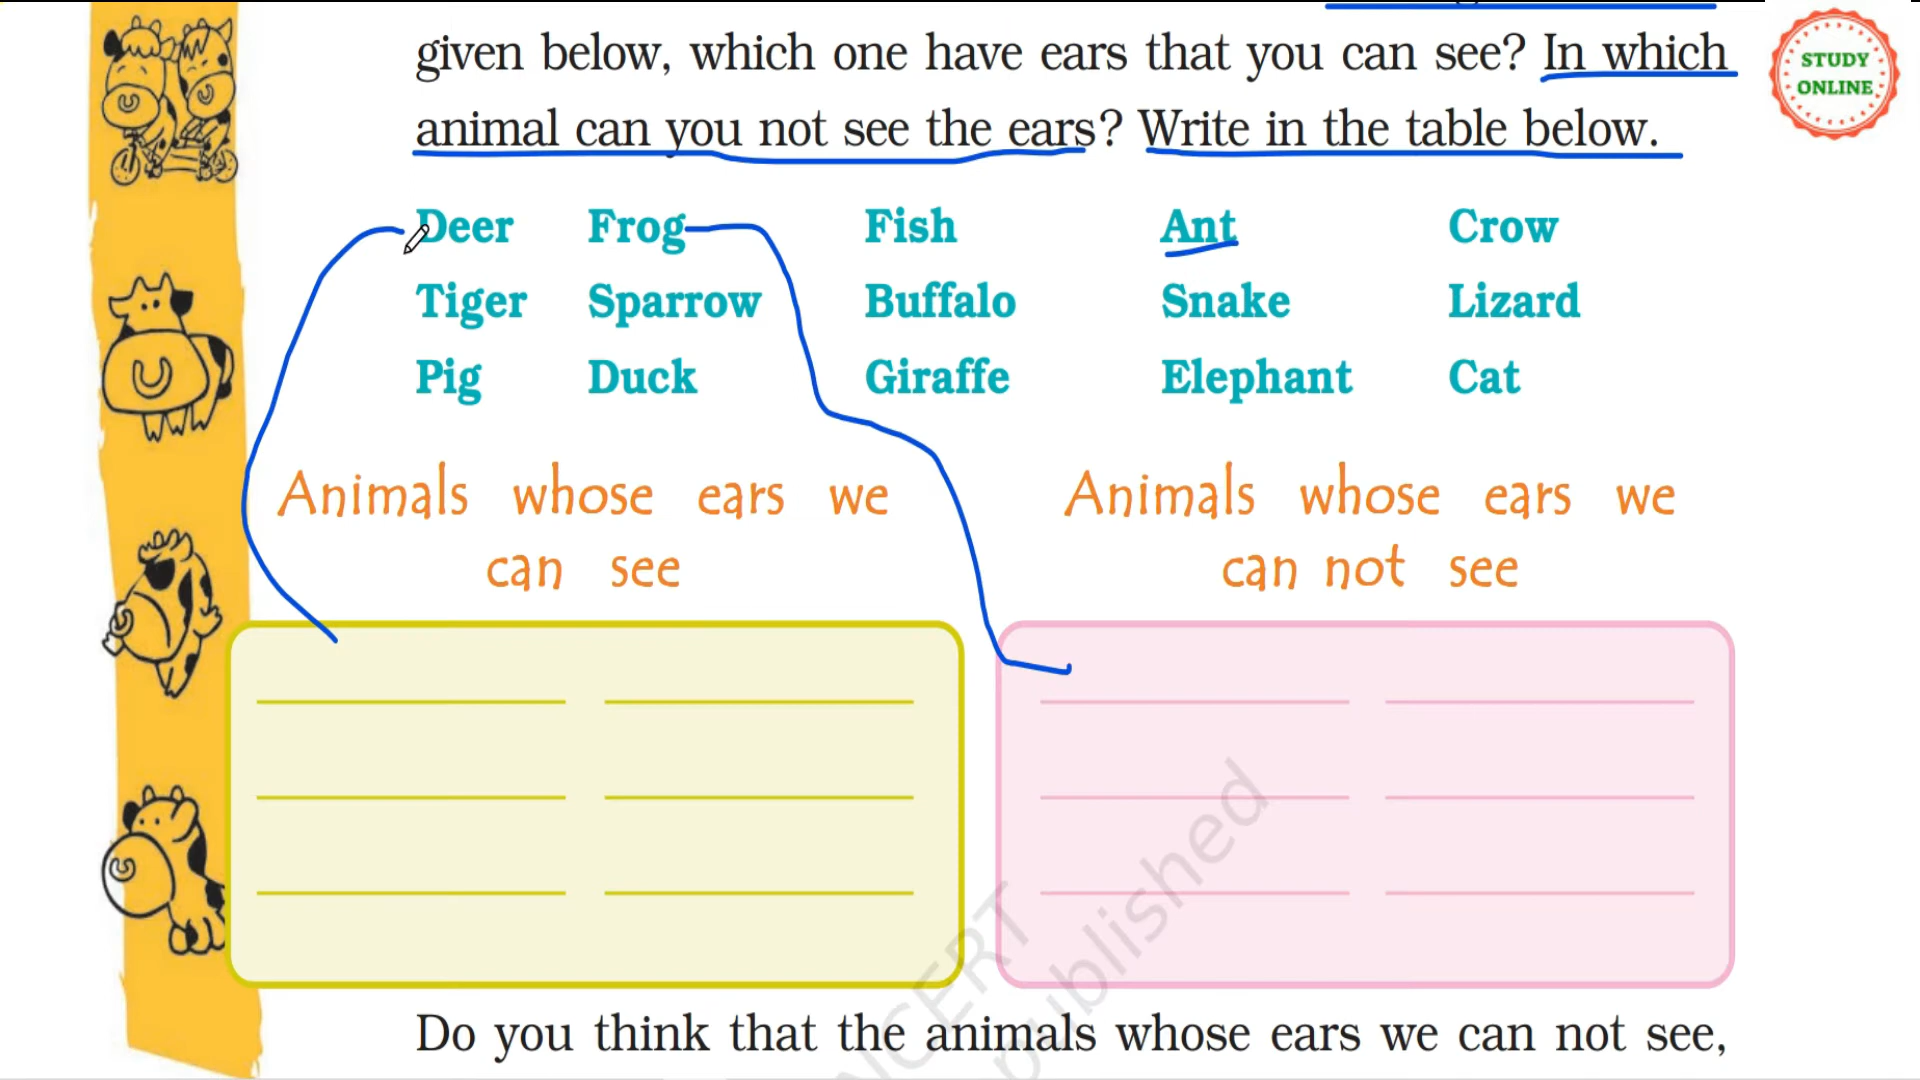 given below, which one have ears that you can see? In which
animal can you not see the ears? Write in the table below.
STUDY
ONLINE
Deer Frog Fish Ant Crow
Tiger Sparrow Buffalo Snake Lizard
Pig Duck Giraffe Elephant Cat
Animals whose ears we
can see
Animals whose ears we
can not see
NCERT
published
Do you think that the animals whose ears we can not see,